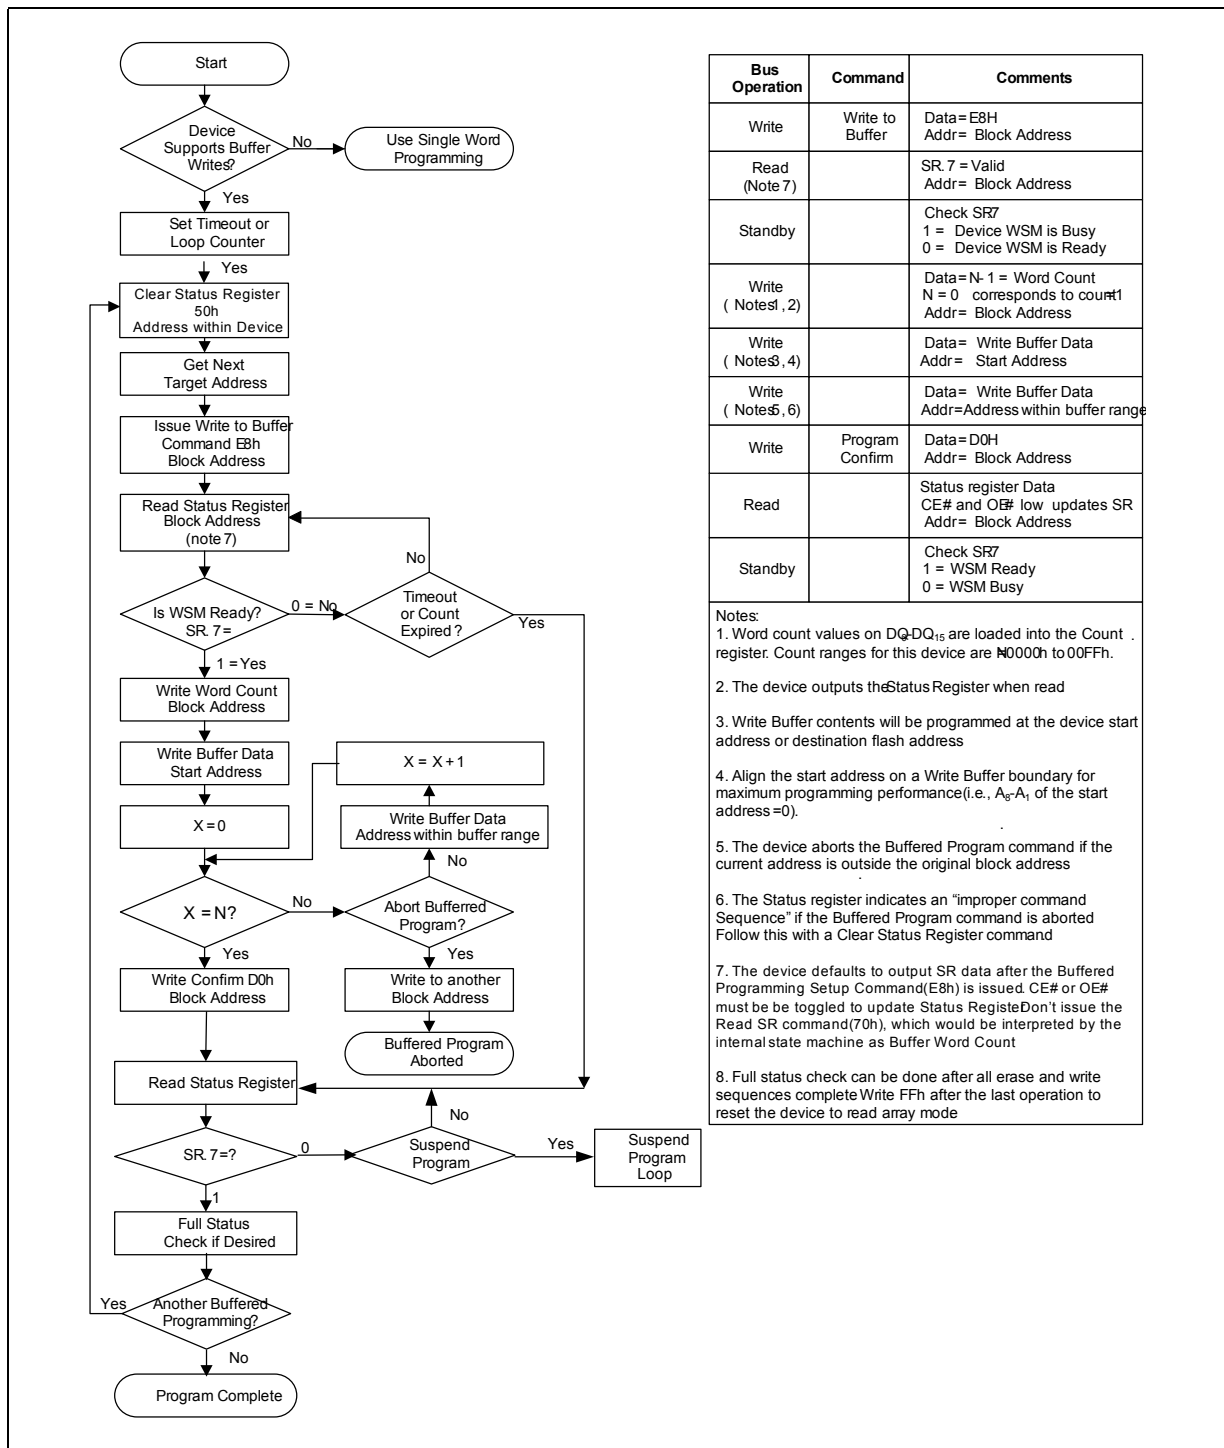 Start
Device
Supports Buffer
Writes?
No
Use Single Word
Programming
Yes
Set Timeout or
Loop Counter
Yes
Clear Status Register
50h
Address within Device
Get Next
Target Address
Issue Write to Buffer
Command E8h
Block Address
Read Status Register
Block Address
(note 7)
No
Is WSM Ready?
SR. 7 =
0 = No
Timeout
or Count
Expired ?
Yes
1 = Yes
Write Word Count
Block Address
Write Buffer Data
Start Address
X = X + 1
X = 0
Write Buffer Data
Address within buffer range
No
X = N?
No
Abort Bufferred
Program?
Yes
Yes
Write Confirm D0h
Block Address
Write to another
Block Address
Buffered Program
Aborted
Read Status Register
No
SR. 7 =?
0
Suspend
Program
Yes
Suspend
Program
Loop
1
Full Status
Check if Desired
Yes
Another Buffered
Programming?
No
Program Complete
Bus
Operation
Command
Comments
Write
Write to
Buffer
Data = E8H
Addr = Block Address
Read
(Note 7)
SR. 7 = Valid
Addr = Block Address
Standby
Check SR7
1 = Device WSM is Busy
0 = Device WSM is Ready
Write
( Notes1, 2)
Data = N- 1 = Word Count
N = 0 corresponds to count=1
Addr = Block Address
Write
( Notes3, 4)
Data = Write Buffer Data
Addr = Start Address
Write
( Notes5, 6)
Data = Write Buffer Data
Addr = Address within buffer range
Write
Program
Confirm
Data = D0H
Addr = Block Address
Read
Status register Data
CE# and OE# low updates SR
Addr = Block Address
Standby
Check SR7
1 = WSM Ready
0 = WSM Busy
Notes:
1. Word count values on DQ0-DQ15 are loaded into the Count .
register. Count ranges for this device are N=0000h to 00FFh.
2. The device outputs the Status Register when read
3. Write Buffer contents will be programmed at the device start
address or destination flash address
4. Align the start address on a Write Buffer boundary for
maximum programming performance (i.e., A8-A1 of the start
address = 0).
5. The device aborts the Buffered Program command if the
current address is outside the original block address
6. The Status register indicates an “improper command
Sequence” if the Buffered Program command is aborted
Follow this with a Clear Status Register command
7. The device defaults to output SR data after the Buffered
Programming Setup Command (E8h) is issued. CE# or OE#
must be be toggled to update Status Register Don’t issue the
Read SR command (70h), which would be interpreted by the
internal state machine as Buffer Word Count
8. Full status check can be done after all erase and write
sequences complete Write FFh after the last operation to
reset the device to read array mode